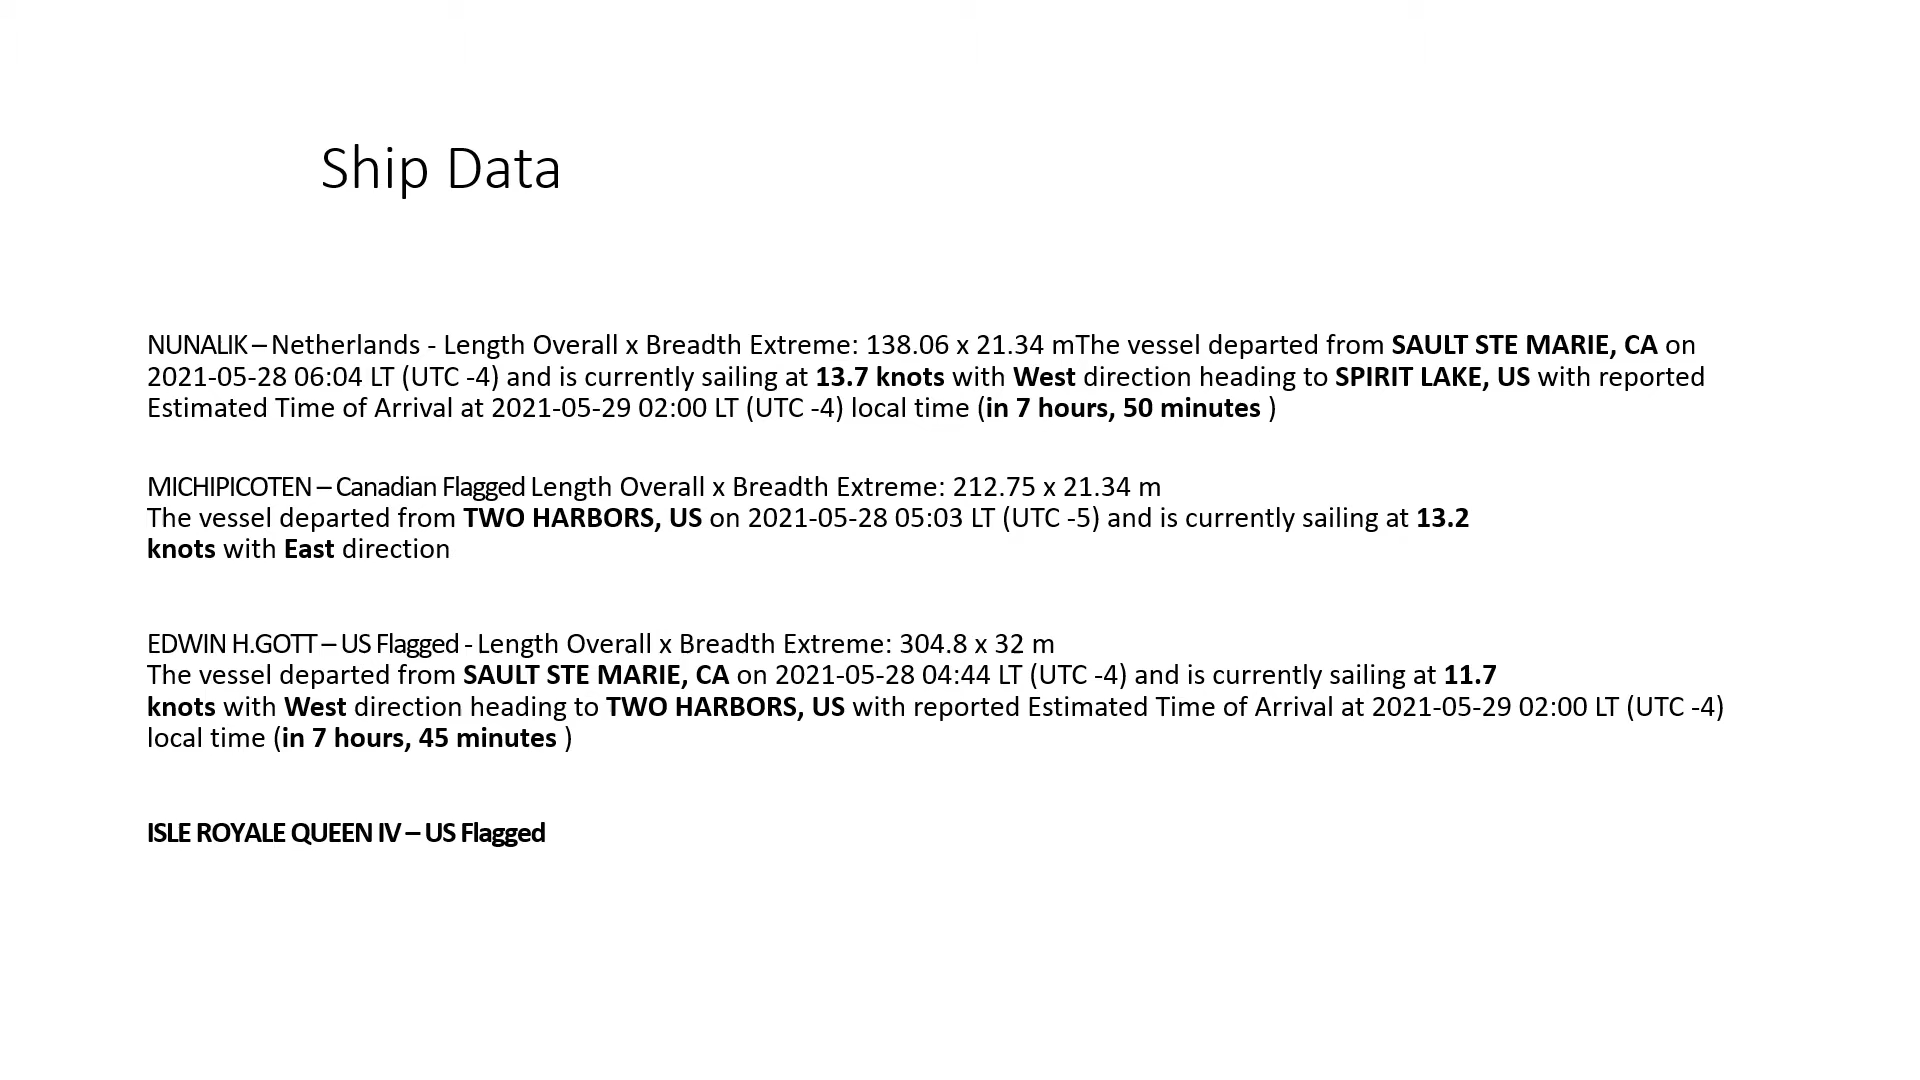 Ship Data
NUNALIK – Netherlands - Length Overall x Breadth Extreme: 138.06 x 21.34 mThe vessel departed from SAULT STE MARIE, CA on
2021-05-28 06:04 LT (UTC -4) and is currently sailing at 13.7 knots with West direction heading to SPIRIT LAKE, US with reported
Estimated Time of Arrival at 2021-05-29 02:00 LT (UTC -4) local time (in 7 hours, 50 minutes )
MICHIPICOTEN – Canadian Flagged Length Overall x Breadth Extreme: 212.75 x 21.34 m
The vessel departed from TWO HARBORS, US on 2021-05-28 05:03 LT (UTC -5) and is currently sailing at 13.2
knots with East direction
EDWIN H.GOTT – US Flagged - Length Overall x Breadth Extreme: 304.8 x 32 m
The vessel departed from SAULT STE MARIE, CA on 2021-05-28 04:44 LT (UTC -4) and is currently sailing at 11.7
knots with West direction heading to TWO HARBORS, US with reported Estimated Time of Arrival at 2021-05-29 02:00 LT (UTC -4)
local time (in 7 hours, 45 minutes )
ISLE ROYALE QUEEN IV – US Flagged